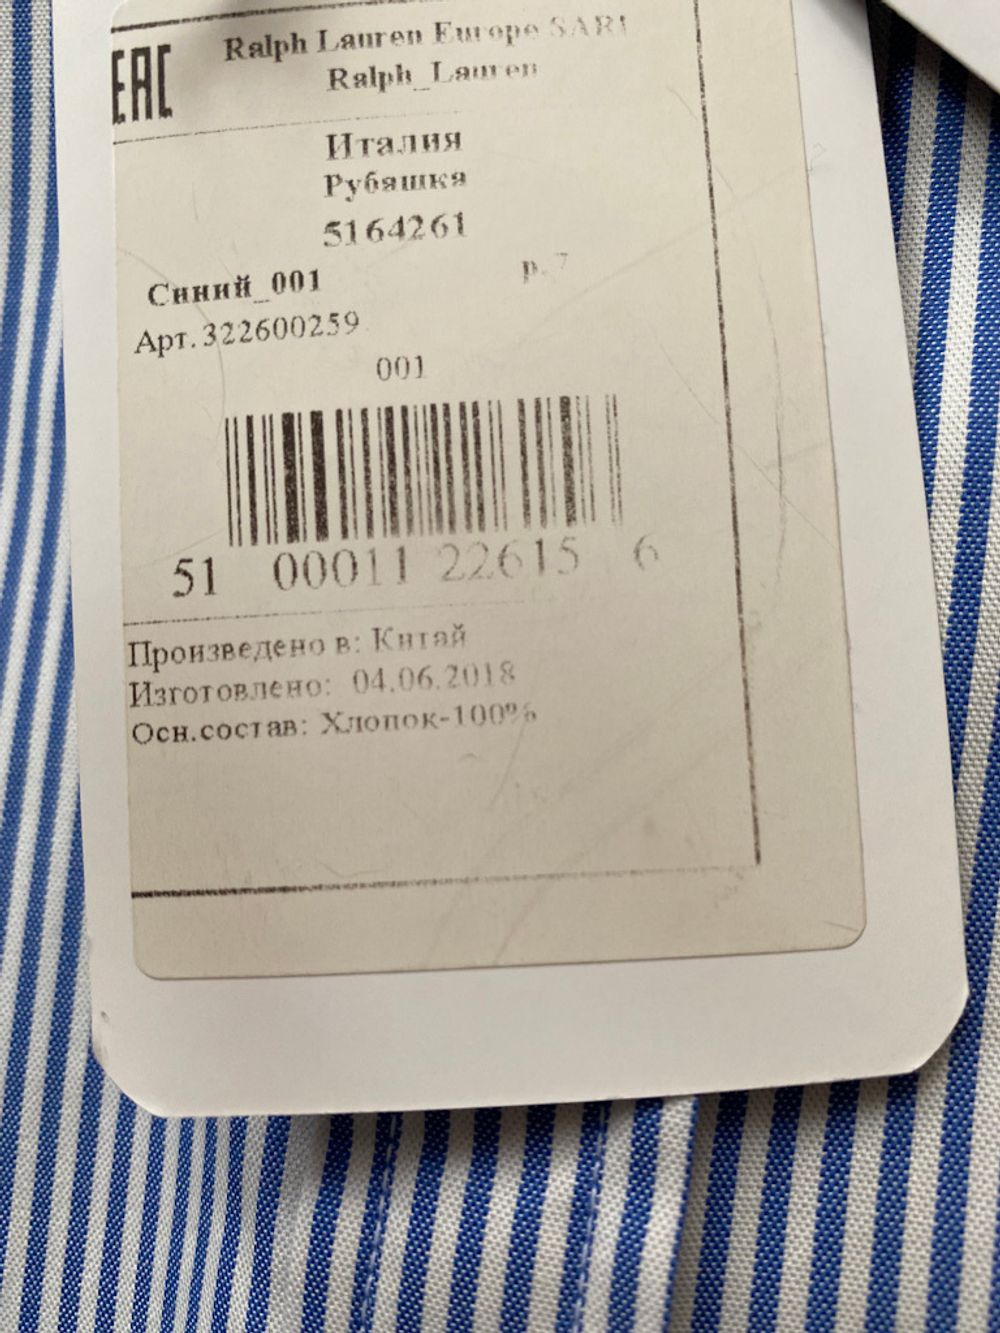 EAC
Ralph Lauren Europe SARL
Ralph_Lauren
Италия
Рубашка
5164261
Синий_001 р. 7
Арт.322600259
001
51 00011 22615 6
Произведено в: Китай
Изготовлено: 04.06.2018
Осн.состав: Хлопок-100%